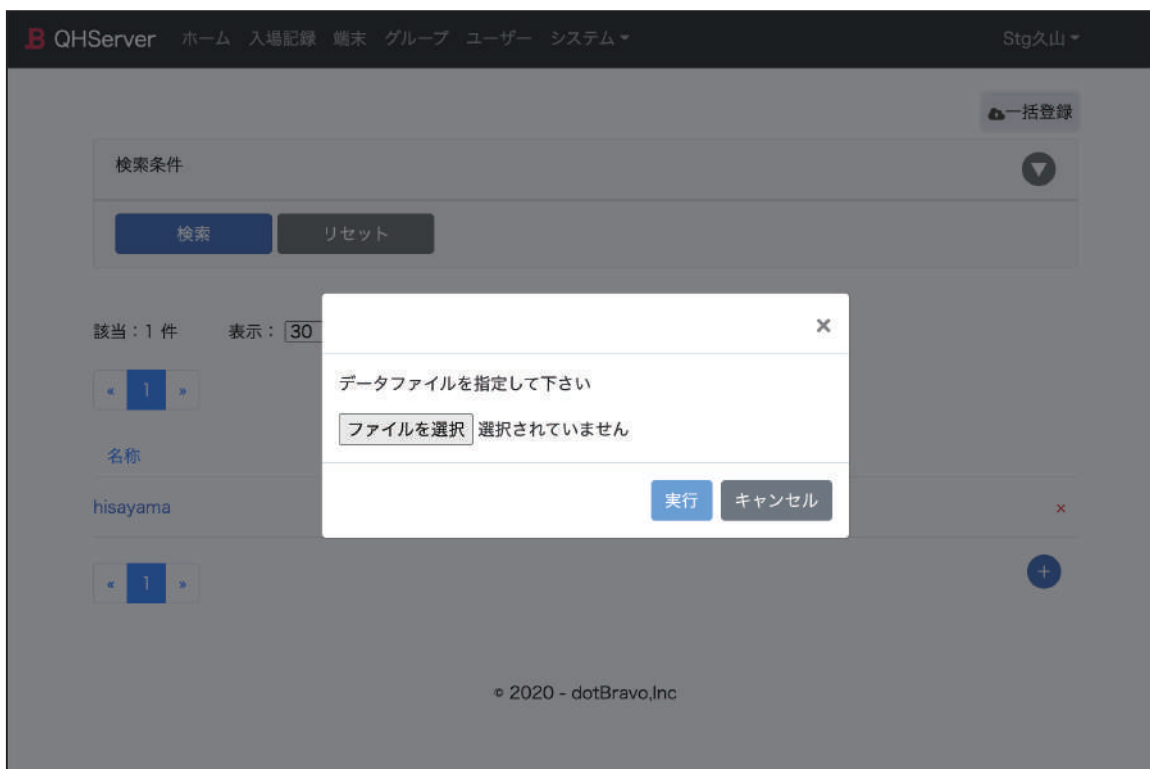 B QHServer ホーム 入場記録 端末 グループ ユーザー システム Stg久山
一括登録
検索条件
検索 リセット
該当：1 件 表示： 30
×
データファイルを指定して下さい
« 1 »
ファイルを選択 選択されていません
名称
実行 キャンセル
hisayama ×
« 1 » +
© 2020 - dotBravo,Inc